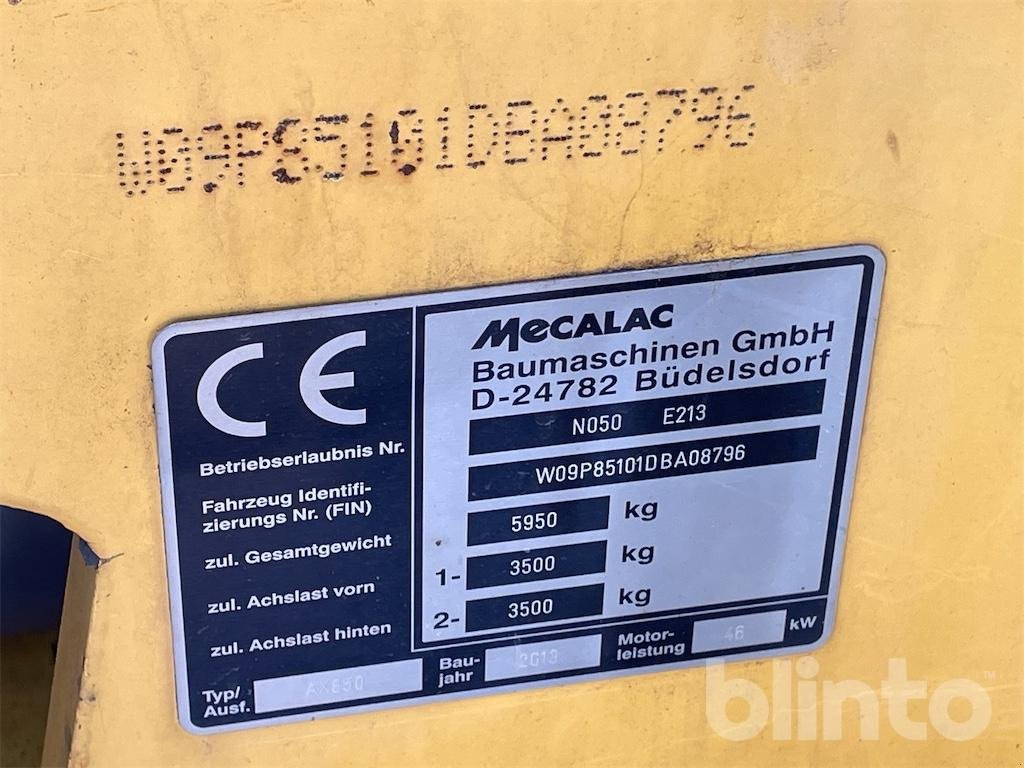 W09P85101DBA08796
CE
MeCALAC
Baumaschinen GmbH
D-24782 Büdelsdorf
Betriebserlaubnis Nr. N050 E213
Fahrzeug Identifi-
zierungs Nr. (FIN) W09P85101DBA08796
zul. Gesamtgewicht 5950 kg
zul. Achslast vorn 1- 3500 kg
zul. Achslast hinten 2- 3500 kg
Typ/
Ausf. AX850
Bau-
jahr 2013
Motor-
leistung 46 kW
blinto™